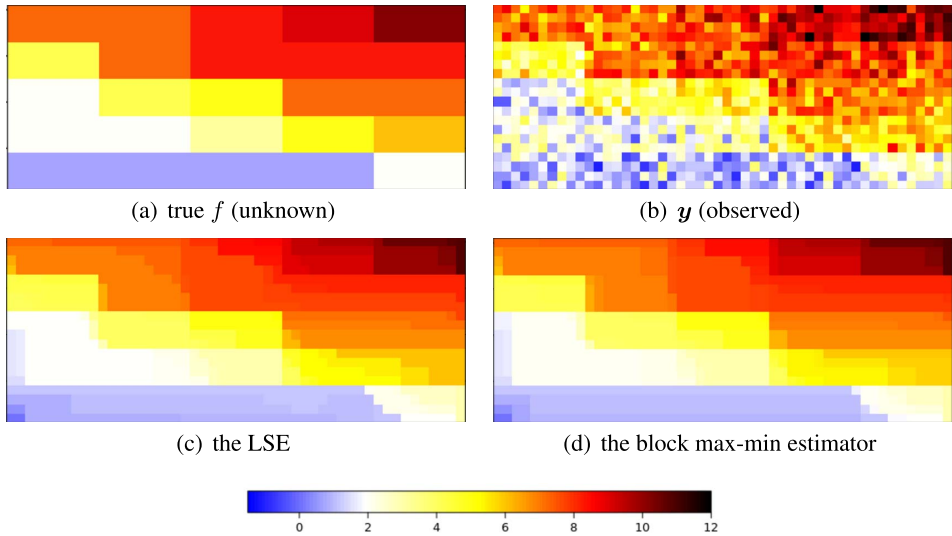 (a) true f (unknown)
(b) y (observed)
(c) the LSE
(d) the block max-min estimator
0 2 4 6 8 10 12